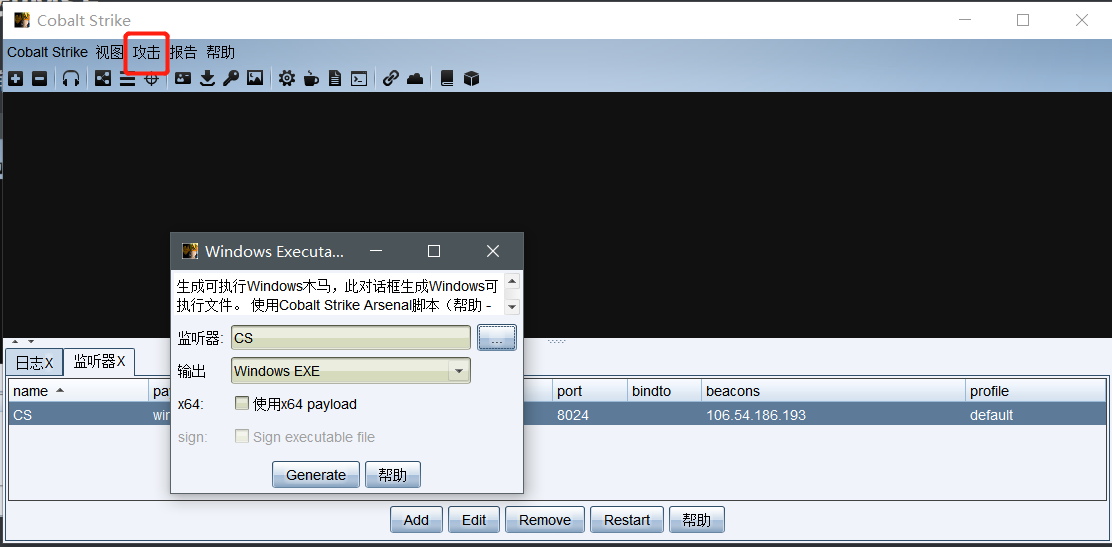 Cobalt Strike
Cobalt Strike 视图 攻击 报告 帮助
Windows Executa...
生成可执行Windows木马，此对话框生成Windows可
执行文件。 使用Cobalt Strike Arsenal脚本（帮助 -
监听器: CS ...
输出 Windows EXE
x64: 使用x64 payload
sign: Sign executable file
Generate 帮助
日志X 监听器X
name port bindto beacons profile
CS 8024 106.54.186.193 default
Add Edit Remove Restart 帮助